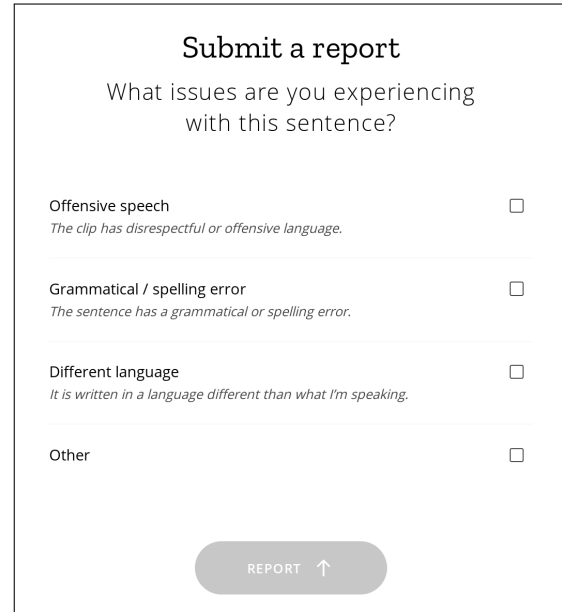 Submit a report
What issues are you experiencing
with this sentence?
Offensive speech
The clip has disrespectful or offensive language.
Grammatical / spelling error
The sentence has a grammatical or spelling error.
Different language
It is written in a language different than what I’m speaking.
Other
REPORT